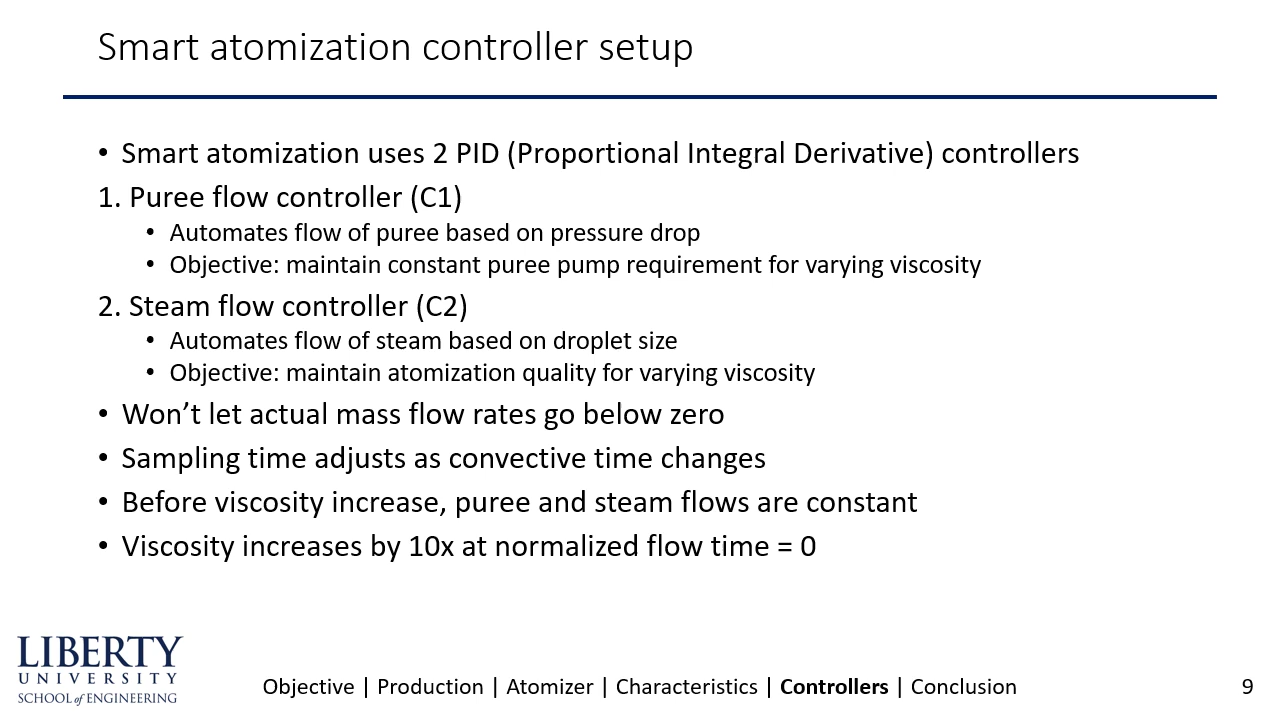 Smart atomization controller setup
• Smart atomization uses 2 PID (Proportional Integral Derivative) controllers
1. Puree flow controller (C1)
• Automates flow of puree based on pressure drop
• Objective: maintain constant puree pump requirement for varying viscosity
2. Steam flow controller (C2)
• Automates flow of steam based on droplet size
• Objective: maintain atomization quality for varying viscosity
• Won’t let actual mass flow rates go below zero
• Sampling time adjusts as convective time changes
• Before viscosity increase, puree and steam flows are constant
• Viscosity increases by 10x at normalized flow time = 0
LIBERTY
UNIVERSITY
SCHOOL of ENGINEERING
Objective | Production | Atomizer | Characteristics | Controllers | Conclusion
9